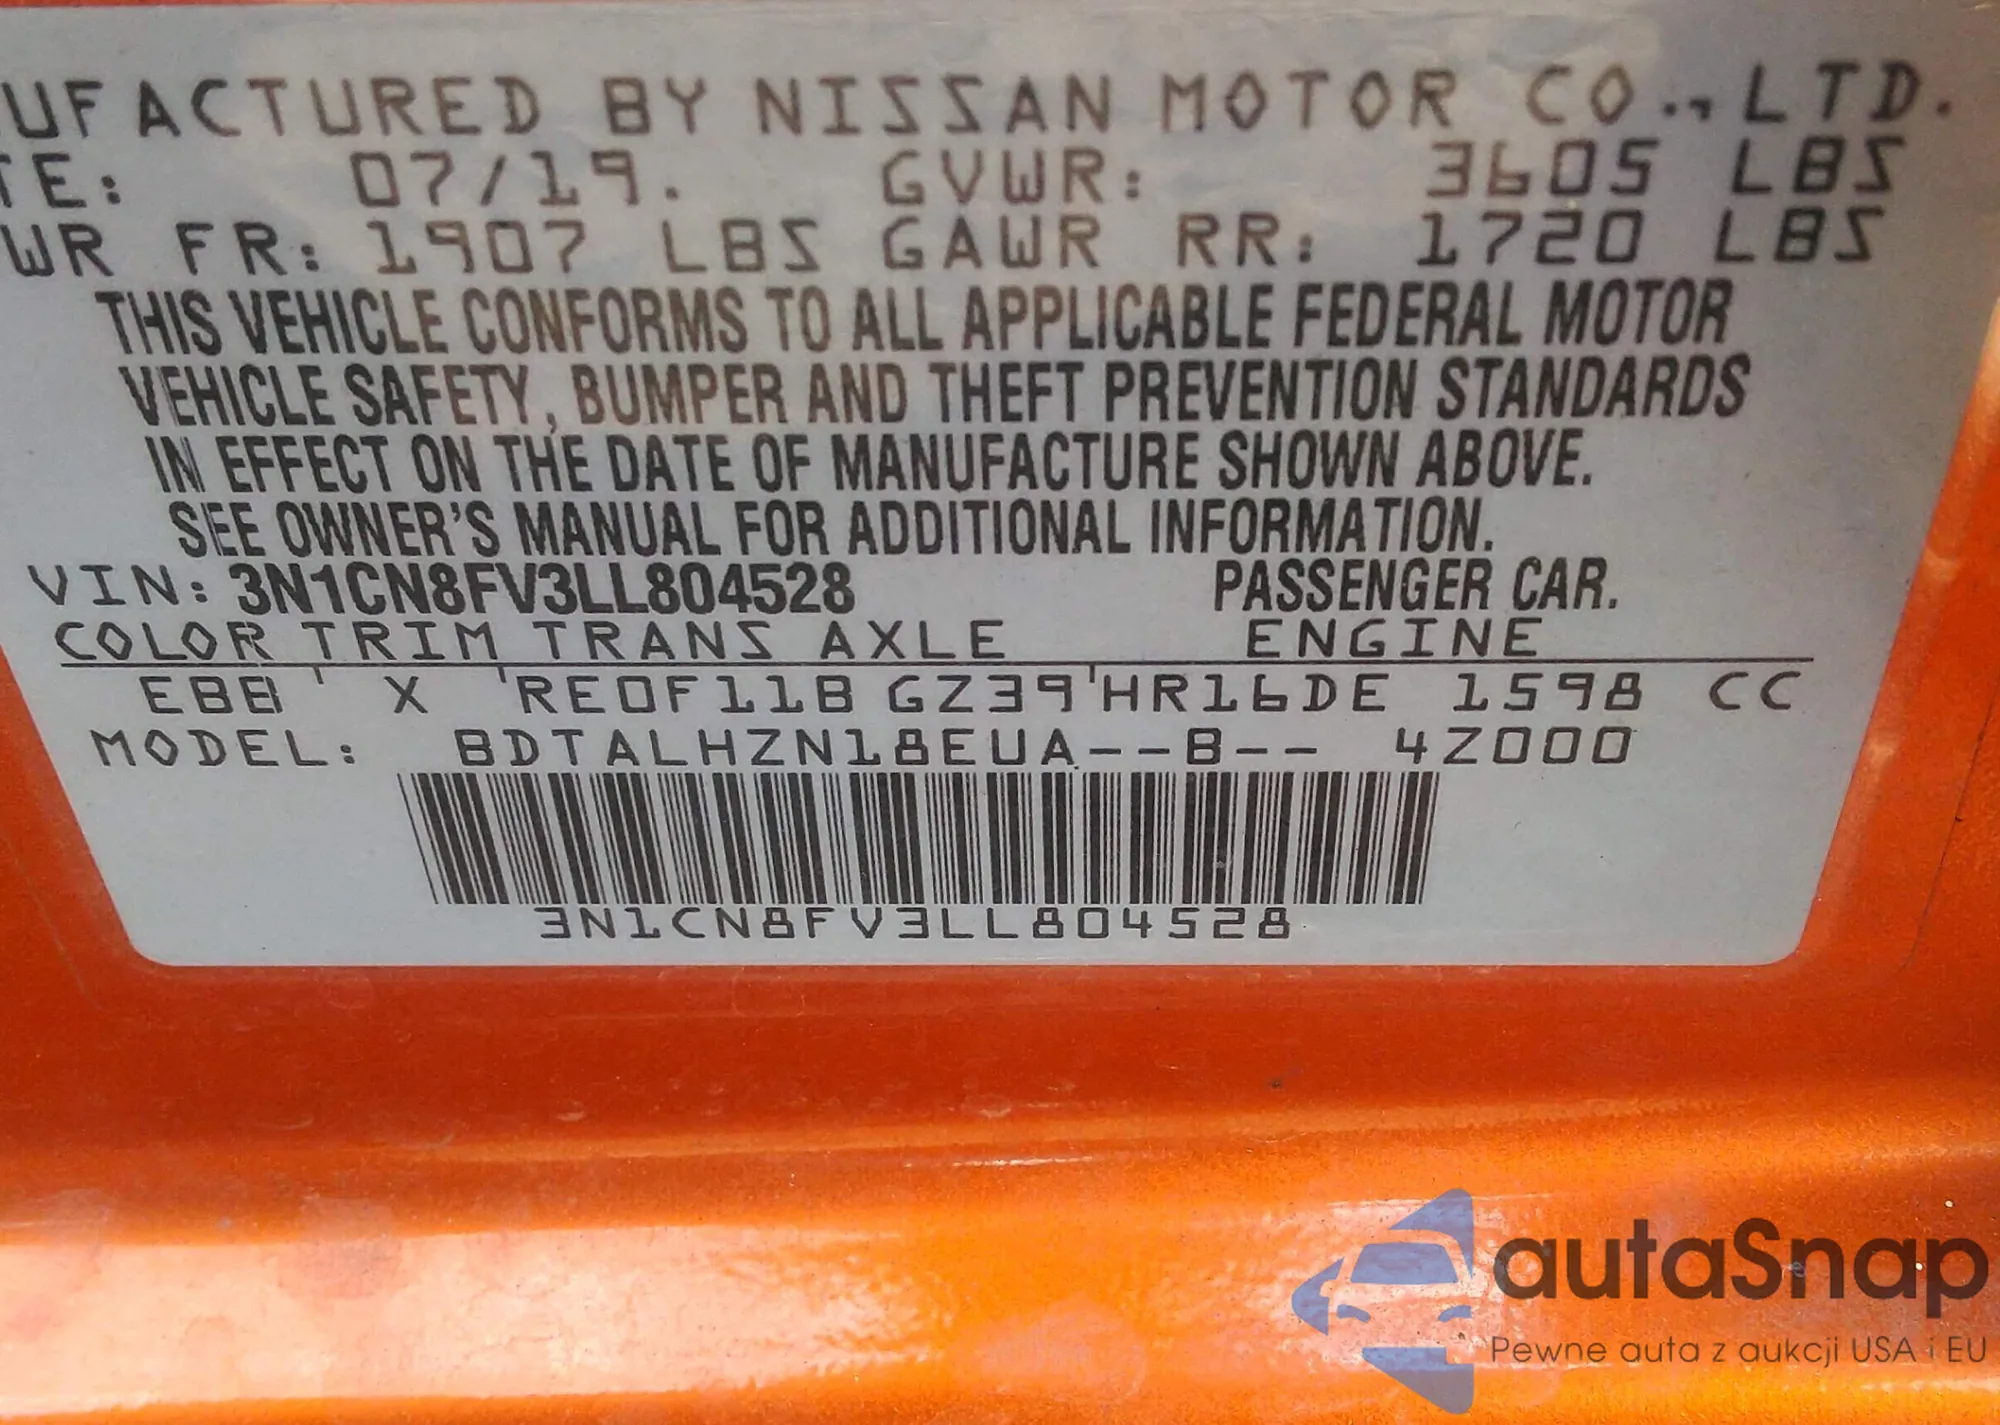 UFACTURED BY NISSAN MOTOR CO., LTD.
TE: 07/19. GVWR: 3605 LBS
WR FR: 1907 LBS GAWR RR: 1720 LBS
THIS VEHICLE CONFORMS TO ALL APPLICABLE FEDERAL MOTOR
VEHICLE SAFETY, BUMPER AND THEFT PREVENTION STANDARDS
IN EFFECT ON THE DATE OF MANUFACTURE SHOWN ABOVE.
SEE OWNER'S MANUAL FOR ADDITIONAL INFORMATION.
VIN: 3N1CN8FV3LL804528 PASSENGER CAR.
COLOR TRIM TRANS AXLE ENGINE
EBB ' X 'RE0F11B GZ39'HR16DE 1598 CC
MODEL: BDTALHZN18EUA--B-- 4Z000
3N1CN8FV3LL804528
autaSnap
Pewne auta z aukcji USA i EU